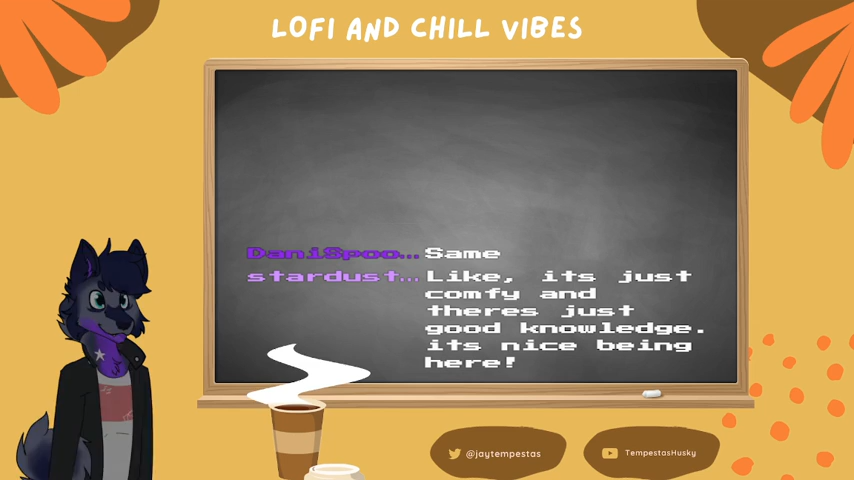 LOFI AND CHILL VIBES
DaniSpoo... Same
stardust... Like, its just
comfy and
theres just
good knowledge.
its nice being
here!
@jaytempestas
TempestasHusky